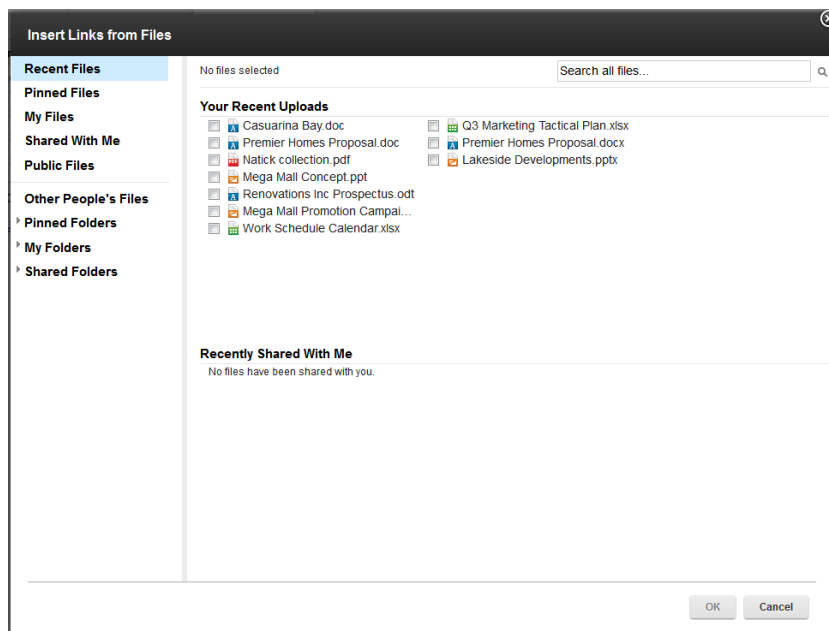 Insert Links from Files
Recent Files
Pinned Files
My Files
Shared With Me
Public Files
Other People's Files
Pinned Folders
My Folders
Shared Folders
No files selected
Search all files...
Your Recent Uploads
Casuarina Bay.doc
Premier Homes Proposal.doc
Natick collection.pdf
Mega Mall Concept.ppt
Renovations Inc Prospectus.odt
Mega Mall Promotion Campai...
Work Schedule Calendar.xlsx
Q3 Marketing Tactical Plan.xlsx
Premier Homes Proposal.docx
Lakeside Developments.pptx
Recently Shared With Me
No files have been shared with you.
OK
Cancel